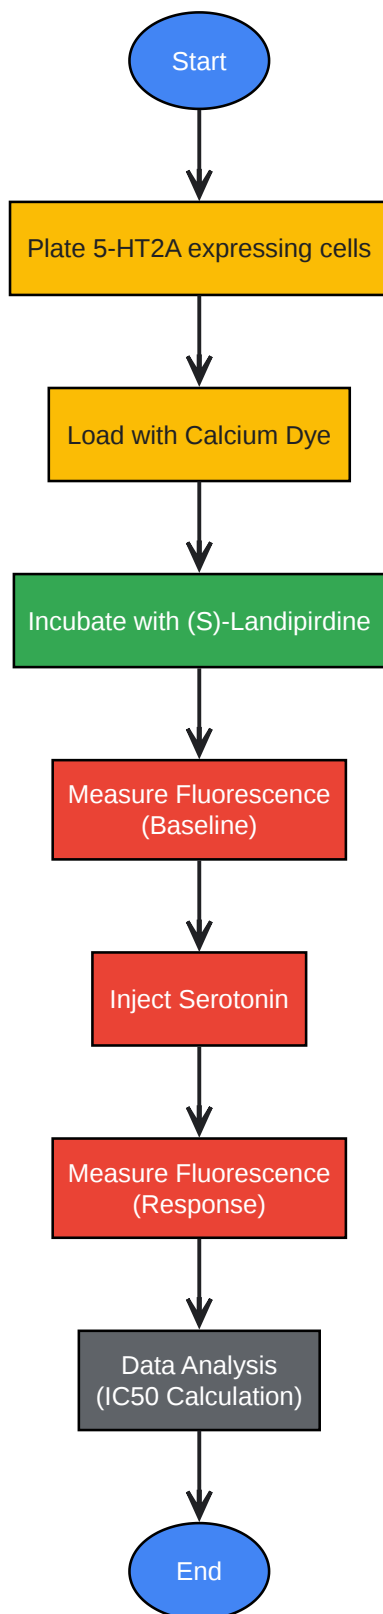 Start
Plate 5-HT2A expressing cells
Load with Calcium Dye
Incubate with (S)-Landipirdine
Measure Fluorescence
(Baseline)
Inject Serotonin
Measure Fluorescence
(Response)
Data Analysis
(IC50 Calculation)
End